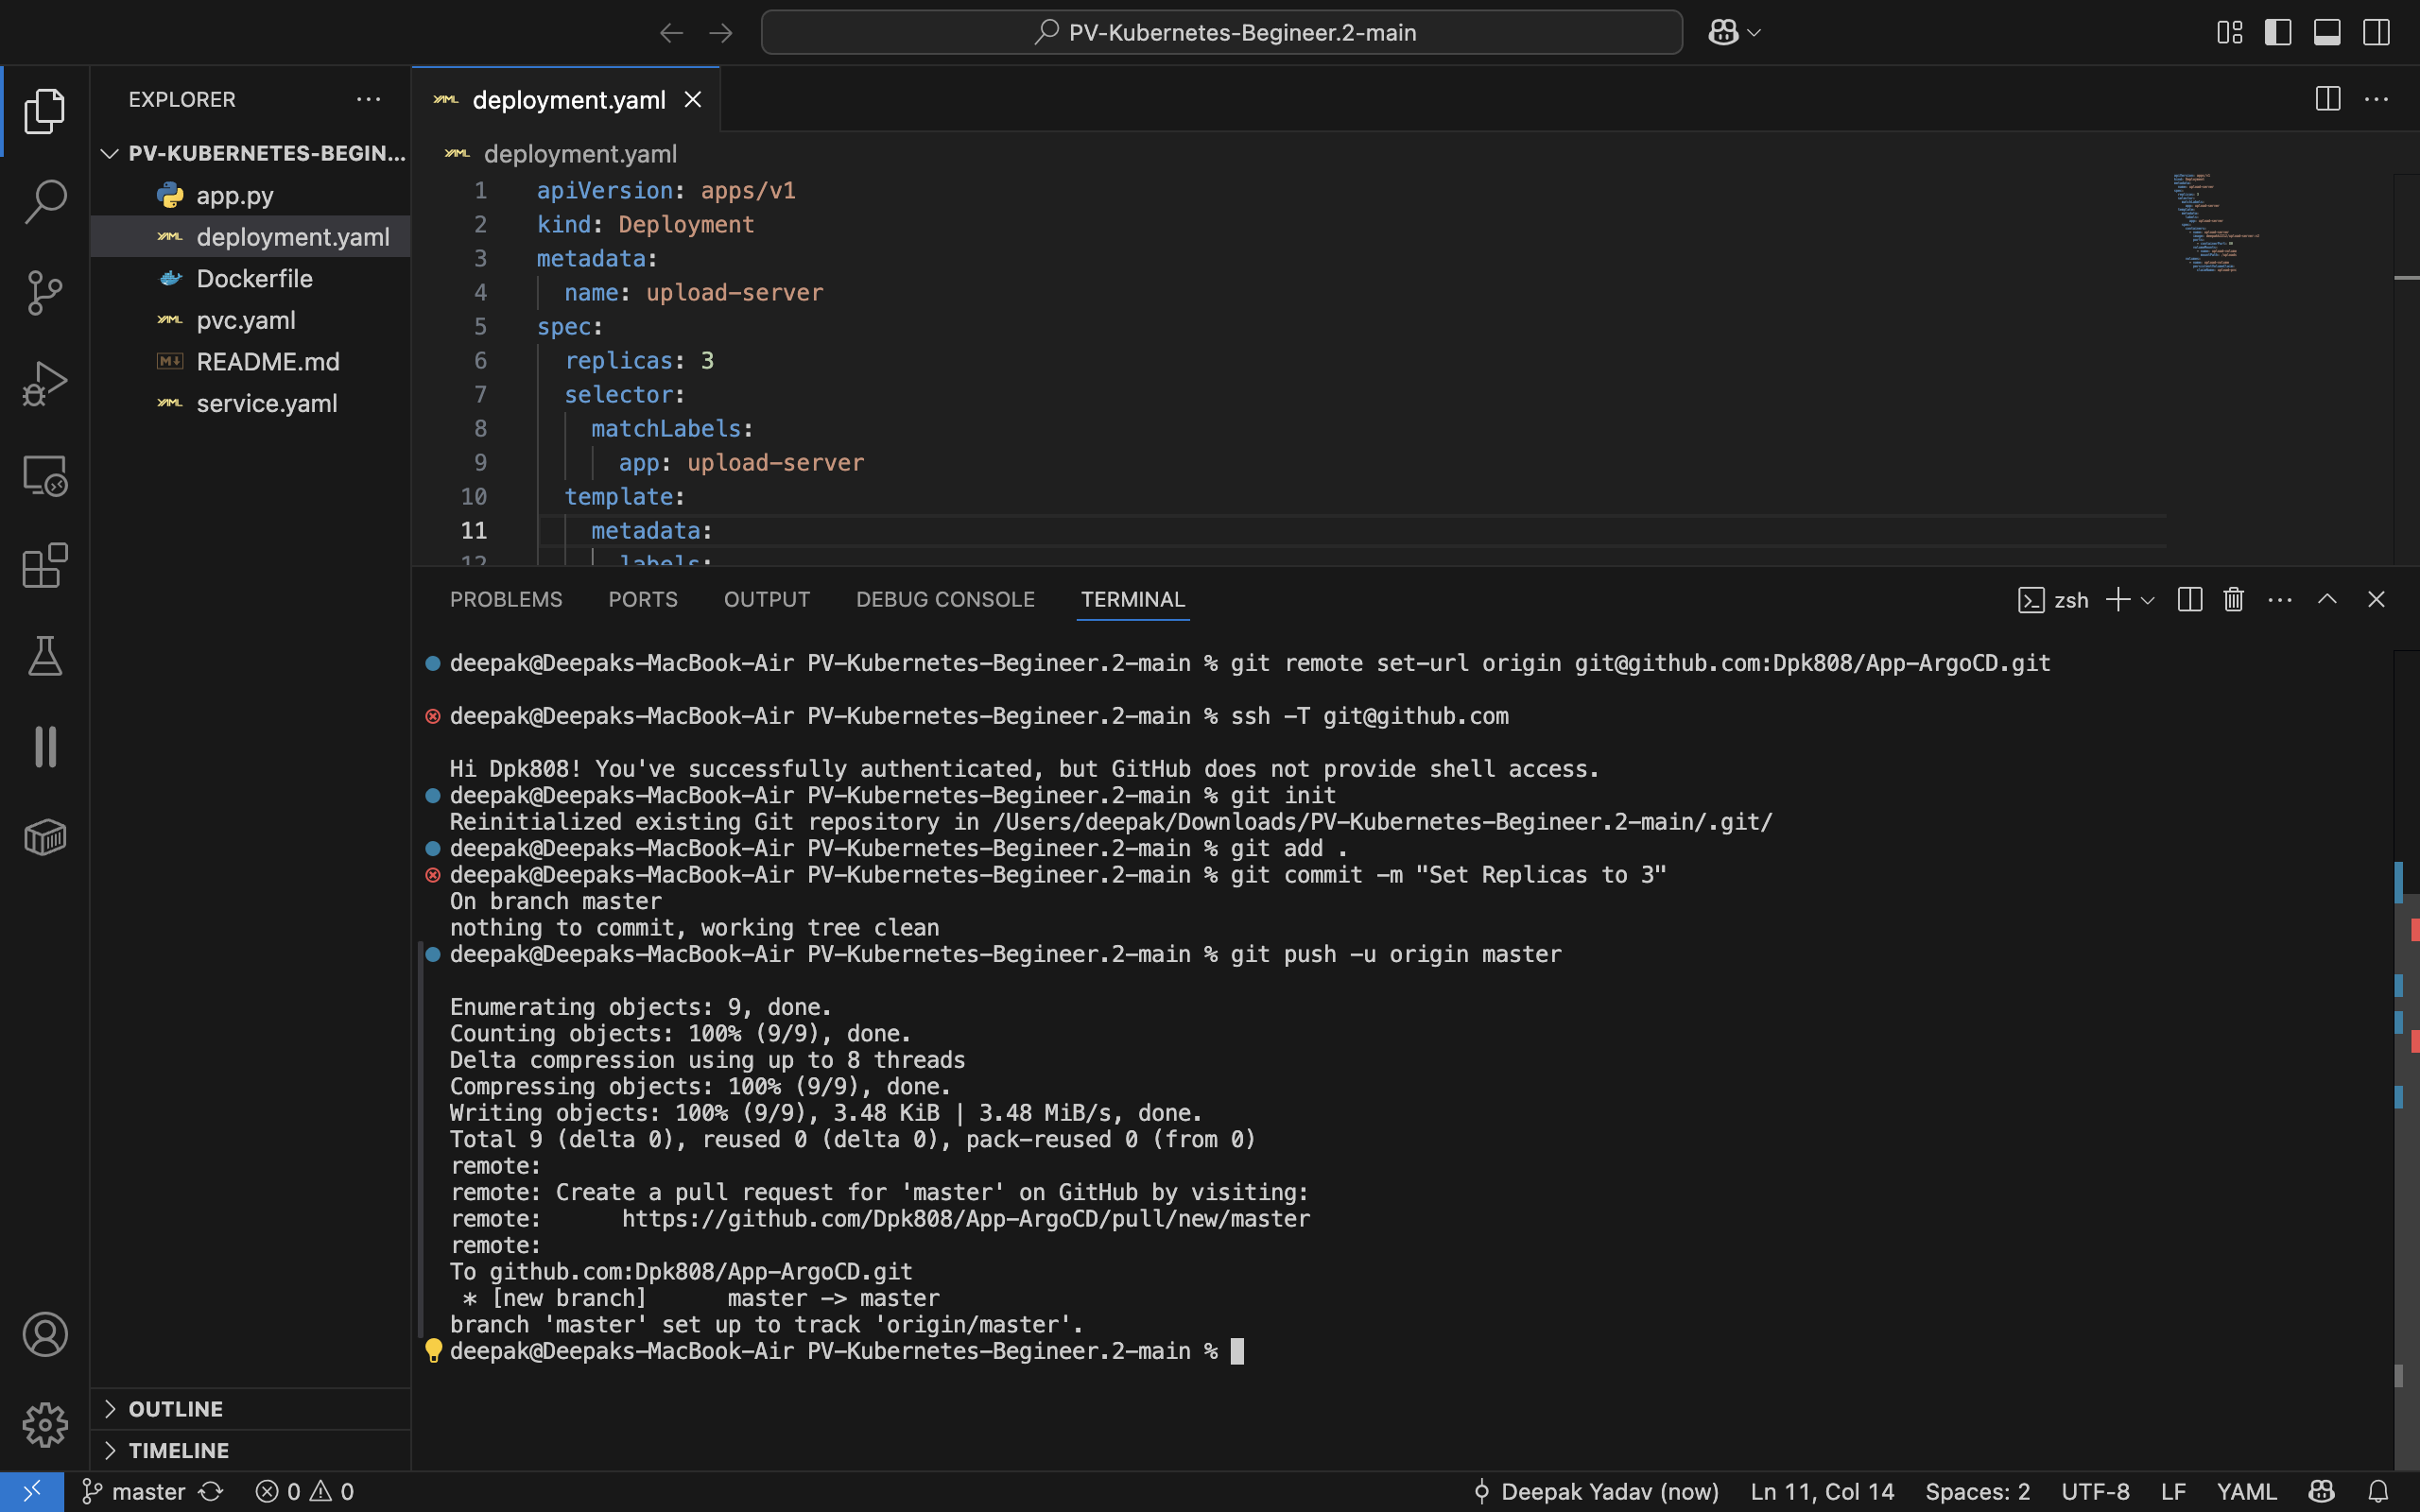 PV-Kubernetes-Begineer.2-main
EXPLORER
PV-KUBERNETES-BEGIN...
app.py
deployment.yaml
Dockerfile
pvc.yaml
README.md
service.yaml
OUTLINE
TIMELINE
deployment.yaml
deployment.yaml
1 apiVersion: apps/v1
2 kind: Deployment
3 metadata:
4 name: upload-server
5 spec:
6 replicas: 3
7 selector:
8 matchLabels:
9 app: upload-server
10 template:
11 metadata:
12 labels:
PROBLEMS PORTS OUTPUT DEBUG CONSOLE TERMINAL
zsh
deepak@Deepaks-MacBook-Air PV-Kubernetes-Begineer.2-main % git remote set-url origin git@github.com:Dpk808/App-ArgoCD.git
deepak@Deepaks-MacBook-Air PV-Kubernetes-Begineer.2-main % ssh -T git@github.com
Hi Dpk808! You've successfully authenticated, but GitHub does not provide shell access.
deepak@Deepaks-MacBook-Air PV-Kubernetes-Begineer.2-main % git init
Reinitialized existing Git repository in /Users/deepak/Downloads/PV-Kubernetes-Begineer.2-main/.git/
deepak@Deepaks-MacBook-Air PV-Kubernetes-Begineer.2-main % git add .
deepak@Deepaks-MacBook-Air PV-Kubernetes-Begineer.2-main % git commit -m "Set Replicas to 3"
On branch master
nothing to commit, working tree clean
deepak@Deepaks-MacBook-Air PV-Kubernetes-Begineer.2-main % git push -u origin master
Enumerating objects: 9, done.
Counting objects: 100% (9/9), done.
Delta compression using up to 8 threads
Compressing objects: 100% (9/9), done.
Writing objects: 100% (9/9), 3.48 KiB | 3.48 MiB/s, done.
Total 9 (delta 0), reused 0 (delta 0), pack-reused 0 (from 0)
remote:
remote: Create a pull request for 'master' on GitHub by visiting:
remote:      https://github.com/Dpk808/App-ArgoCD/pull/new/master
remote:
To github.com:Dpk808/App-ArgoCD.git
* [new branch]      master -> master
branch 'master' set up to track 'origin/master'.
deepak@Deepaks-MacBook-Air PV-Kubernetes-Begineer.2-main %
master 0 0 Deepak Yadav (now) Ln 11, Col 14 Spaces: 2 UTF-8 LF YAML